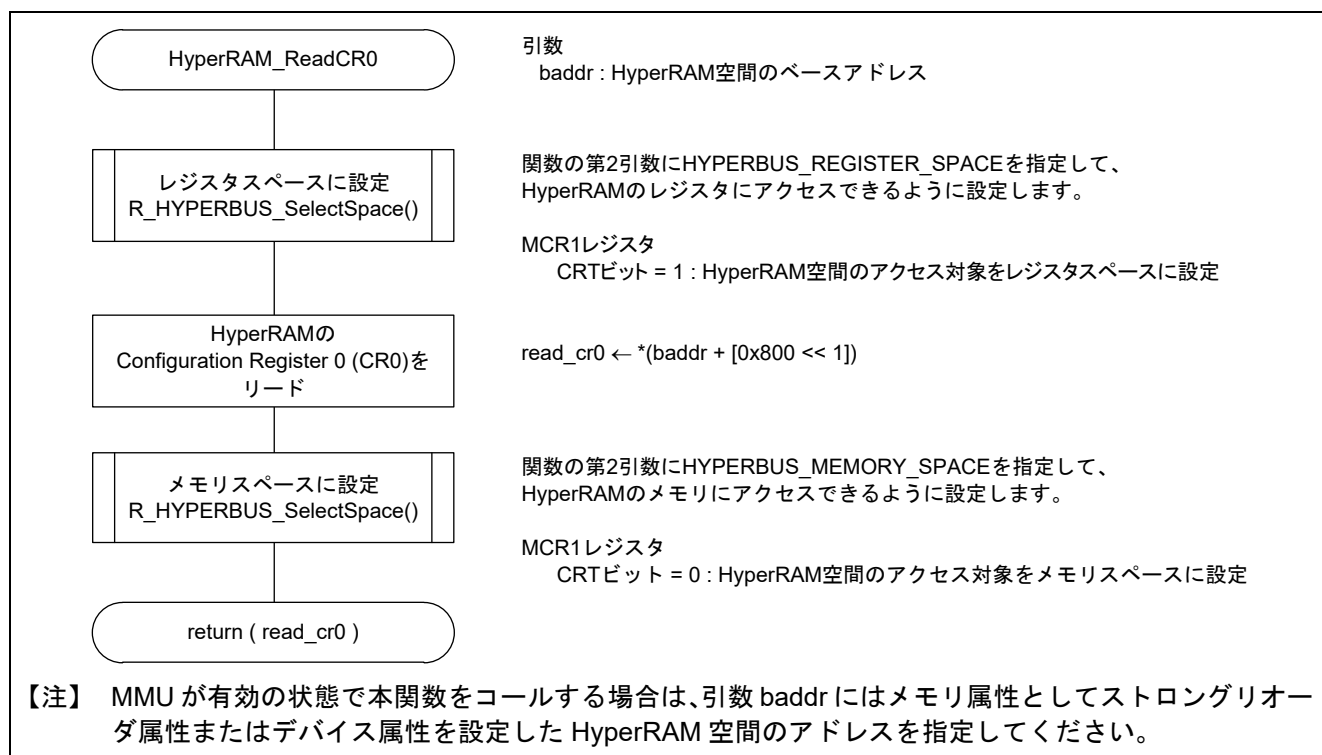 HyperRAM_ReadCR0
引数
baddr : HyperRAM空間のベースアドレス
レジスタスペースに設定
R_HYPERBUS_SelectSpace()
関数の第2引数にHYPERBUS_REGISTER_SPACEを指定して、
HyperRAMのレジスタにアクセスできるように設定します。
MCR1レジスタ
CRTビット = 1 : HyperRAM空間のアクセス対象をレジスタスペースに設定
HyperRAMの
Configuration Register 0 (CR0)を
リード
read_cr0 ← *(baddr + [0x800 << 1])
メモリスペースに設定
R_HYPERBUS_SelectSpace()
関数の第2引数にHYPERBUS_MEMORY_SPACEを指定して、
HyperRAMのメモリにアクセスできるように設定します。
MCR1レジスタ
CRTビット = 0 : HyperRAM空間のアクセス対象をメモリスペースに設定
return ( read_cr0 )
【注】 MMU が有効の状態で本関数をコールする場合は、引数 baddr にはメモリ属性としてストロングリオー
ダ属性またはデバイス属性を設定した HyperRAM 空間のアドレスを指定してください。